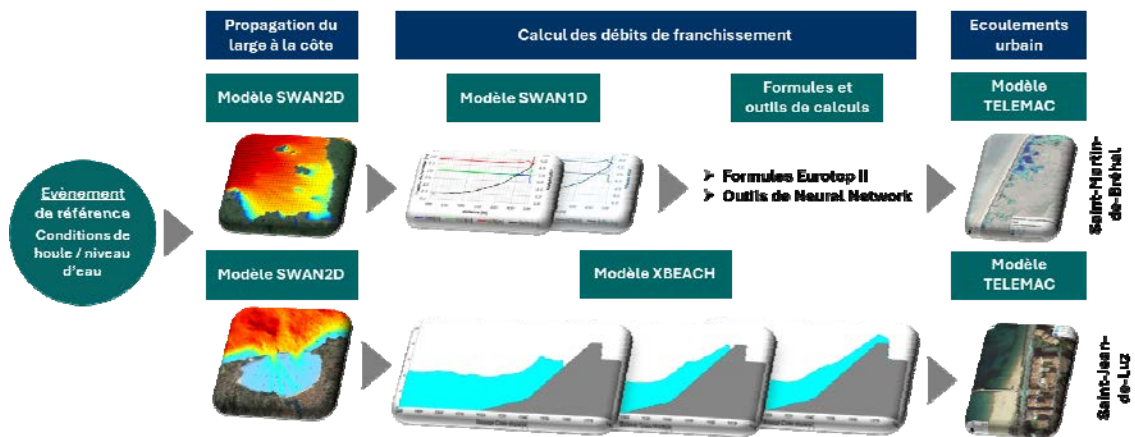 Propagation du
large à la côte
Calcul des débits de franchissement
Ecoulements
urbain
Modèle SWAN2D
Modèle SWAN1D
Formules et
outils de calculs
Modèle
TELEMAC
Evènement
de référence
Conditions de
houle / niveau
d'eau
➤ Formules Eurotop II
➤ Outils de Neural Network
Saint-Martin-
de-Bréhal
Modèle SWAN2D
Modèle XBEACH
Modèle
TELEMAC
Saint-Jean-
de-Luz